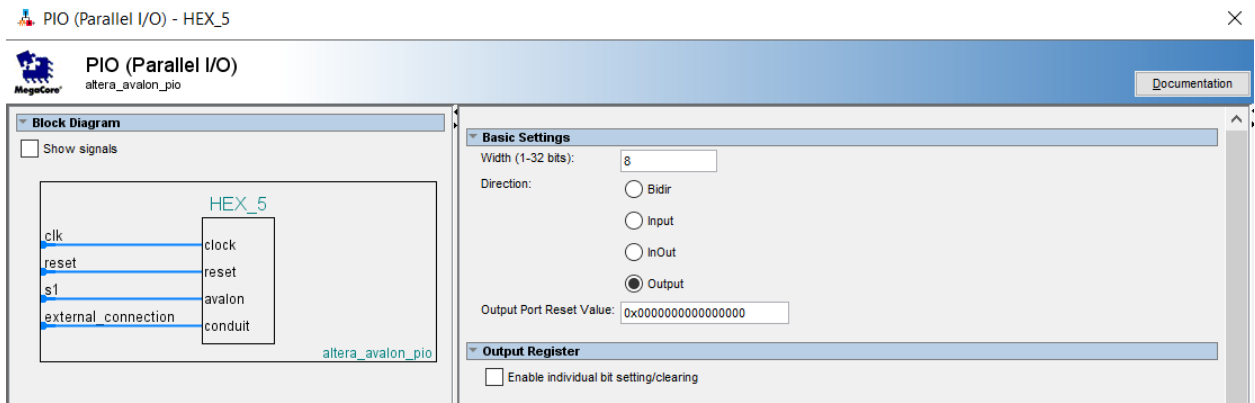 PIO (Parallel I/O) - HEX_5
PIO (Parallel I/O)
altera_avalon_pio
MegaCore'
Documentation
Block Diagram
Show signals
HEX_5
clk
clock
reset
reset
s1
avalon
external_connection
conduit
altera_avalon_pio
Basic Settings
Width (1-32 bits):
8
Direction:
Bidir
Input
InOut
Output
Output Port Reset Value:
0x0000000000000000
Output Register
Enable individual bit setting/clearing